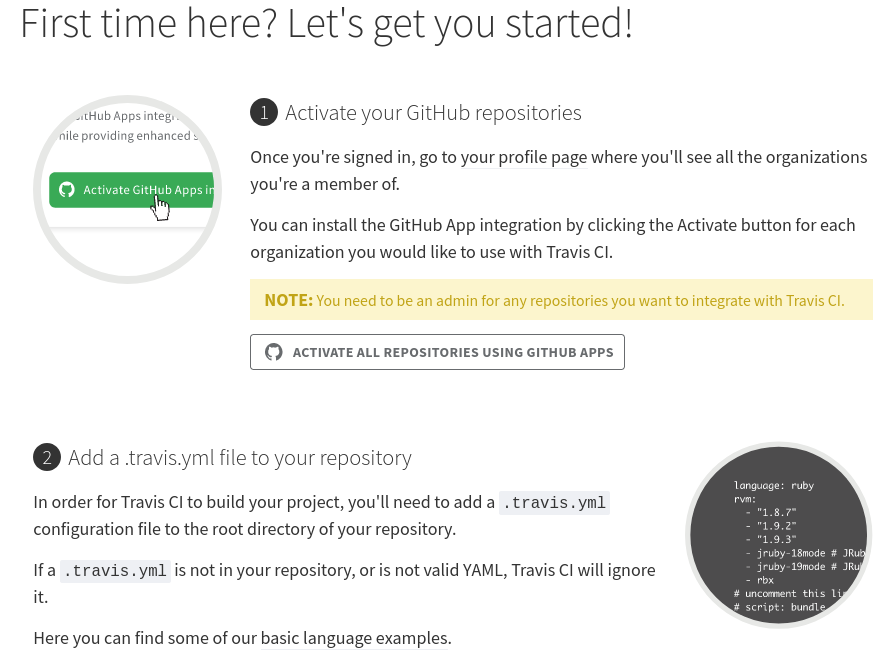 First time here? Let's get you started!
GitHub Apps
while providing enhanced
Activate GitHub Apps
1 Activate your GitHub repositories
Once you're signed in, go to your profile page where you'll see all the organizations
you're a member of.
You can install the GitHub App integration by clicking the Activate button for each
organization you would like to use with Travis CI.
NOTE: You need to be an admin for any repositories you want to integrate with Travis CI.
ACTIVATE ALL REPOSITORIES USING GITHUB APPS
2 Add a .travis.yml file to your repository
In order for Travis CI to build your project, you'll need to add a .travis.yml
configuration file to the root directory of your repository.
If a .travis.yml is not in your repository, or is not valid YAML, Travis CI will ignore
it.
Here you can find some of our basic language examples.
language: ruby
rvm:
- "1.8.7"
- "1.9.2"
- "1.9.3"
- jruby-18mode # JRub
- jruby-19mode # JRu
- rbx
# uncomment this
# script: bundle